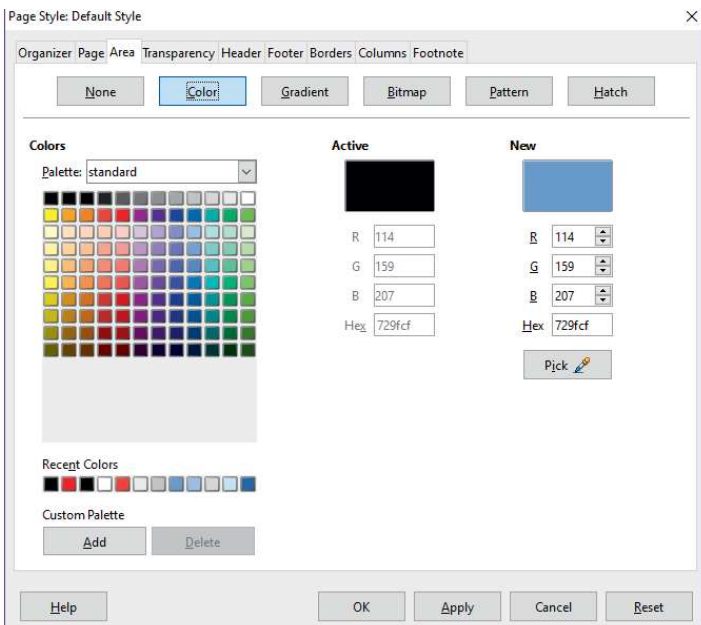 Page Style: Default Style
Organizer Page Area Transparency Header Footer Borders Columns Footnote
None Color Gradient Bitmap Pattern Hatch
Colors Active New
Palette: standard
R 114 R 114
G 159 G 159
B 207 B 207
Hex 729fcf Hex 729fcf
Pick
Recent Colors
Custom Palette
Add Delete
Help OK Apply Cancel Reset